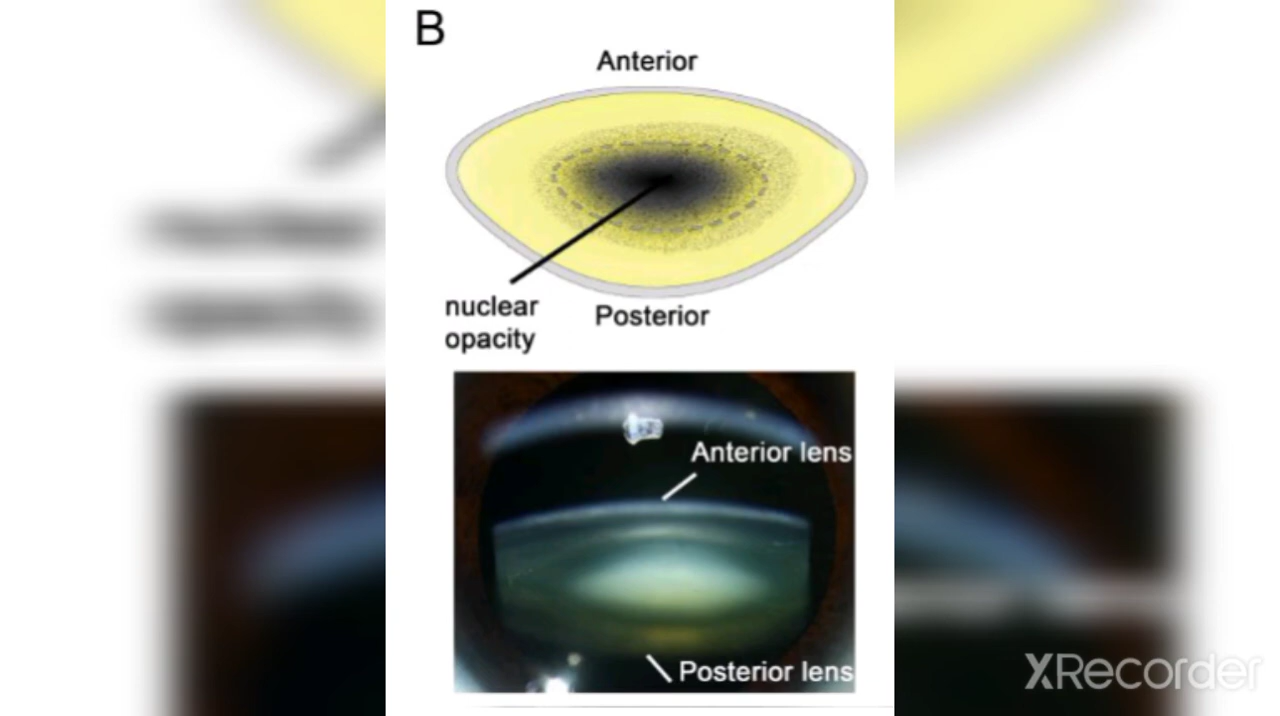 B
Anterior
nuclear
opacity
Posterior
Anterior lens
Posterior lens
XRecorder